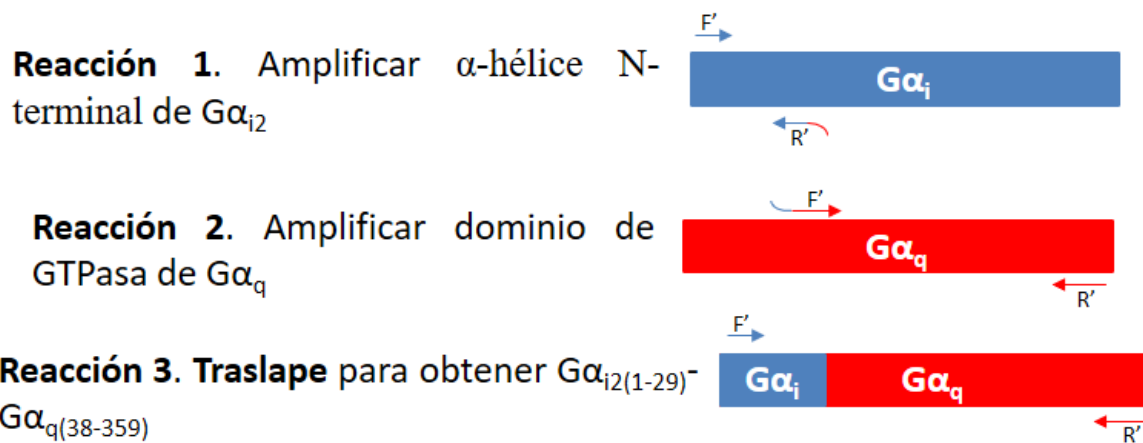 F'
Reacción 1. Amplificar α-hélice N-
terminal de Gαi2
Gαi
R'
F'
Reacción 2. Amplificar dominio de
GTPasa de Gαq
Gαq
R'
F'
Reacción 3. Traslape para obtener Gαi2(1-29)-
Gαq(38-359)
Gαi
Gαq
R'